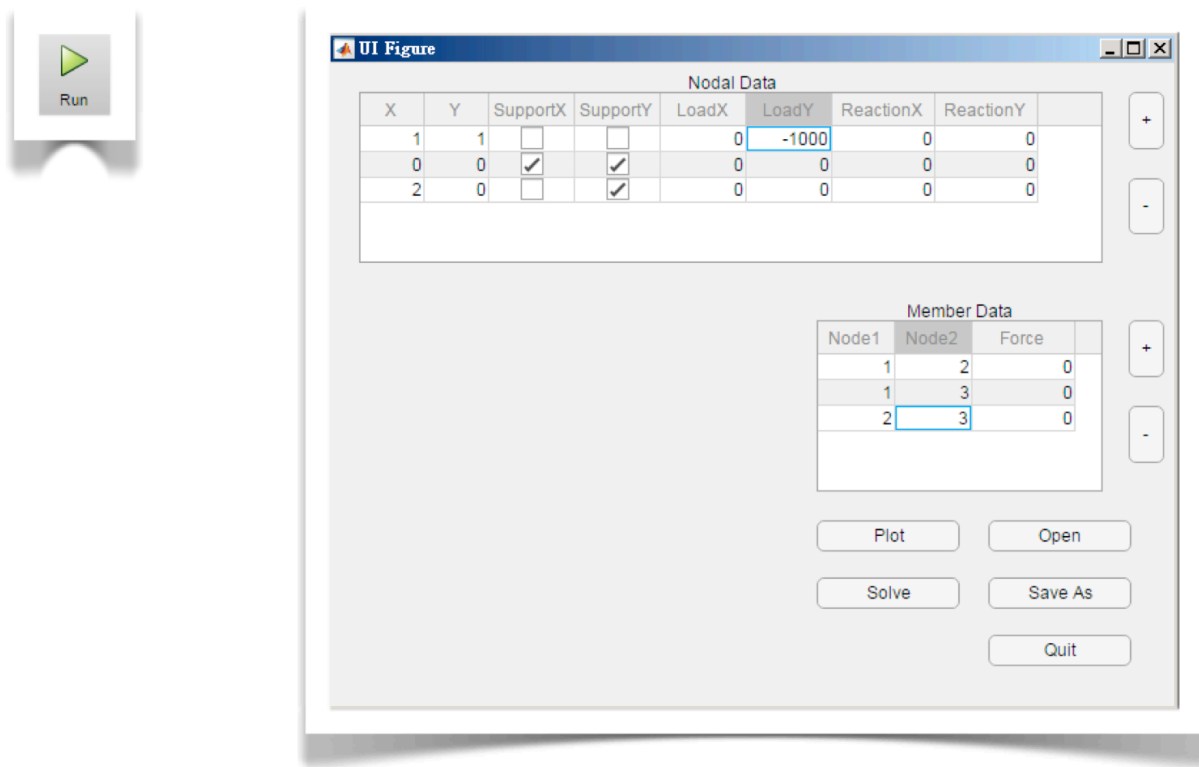 Run
UI Figure
Nodal Data
X Y SupportX SupportY LoadX LoadY ReactionX ReactionY
1 1 0 -1000 0 0
0 0 0 0 0 0
2 0 0 0 0 0
+
-
Member Data
Node1 Node2 Force
1 2 0
1 3 0
2 3 0
+
-
Plot Open
Solve Save As
Quit